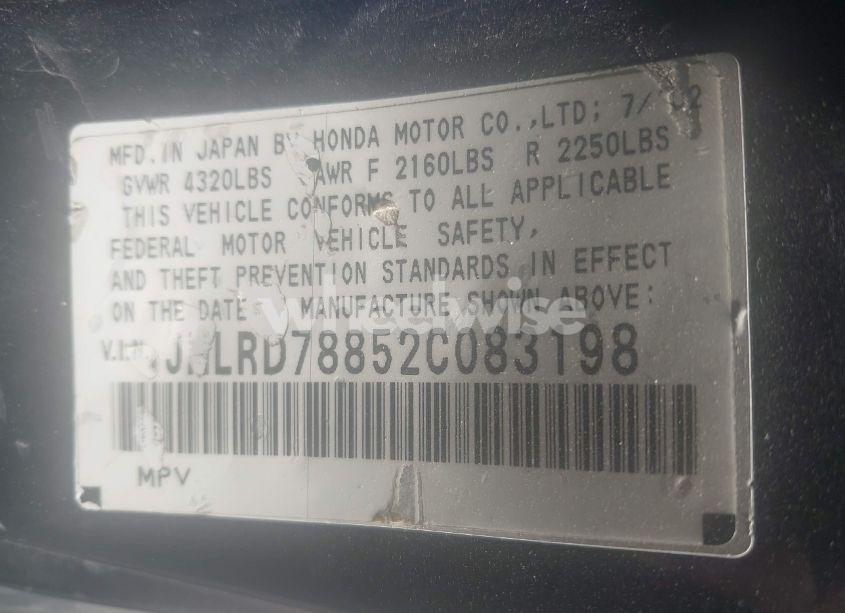 MFD. IN JAPAN BY HONDA MOTOR CO.,LTD; 7/ 02
GVWR 4320LBS GAWR F 2160LBS R 2250LBS
THIS VEHICLE CONFORMS TO ALL APPLICABLE
FEDERAL MOTOR VEHICLE SAFETY,
AND THEFT PREVENTION STANDARDS IN EFFECT
ON THE DATE MANUFACTURE SHOWN ABOVE:
wheelwise
V.I.N. JHLRD78852C083198
MPV